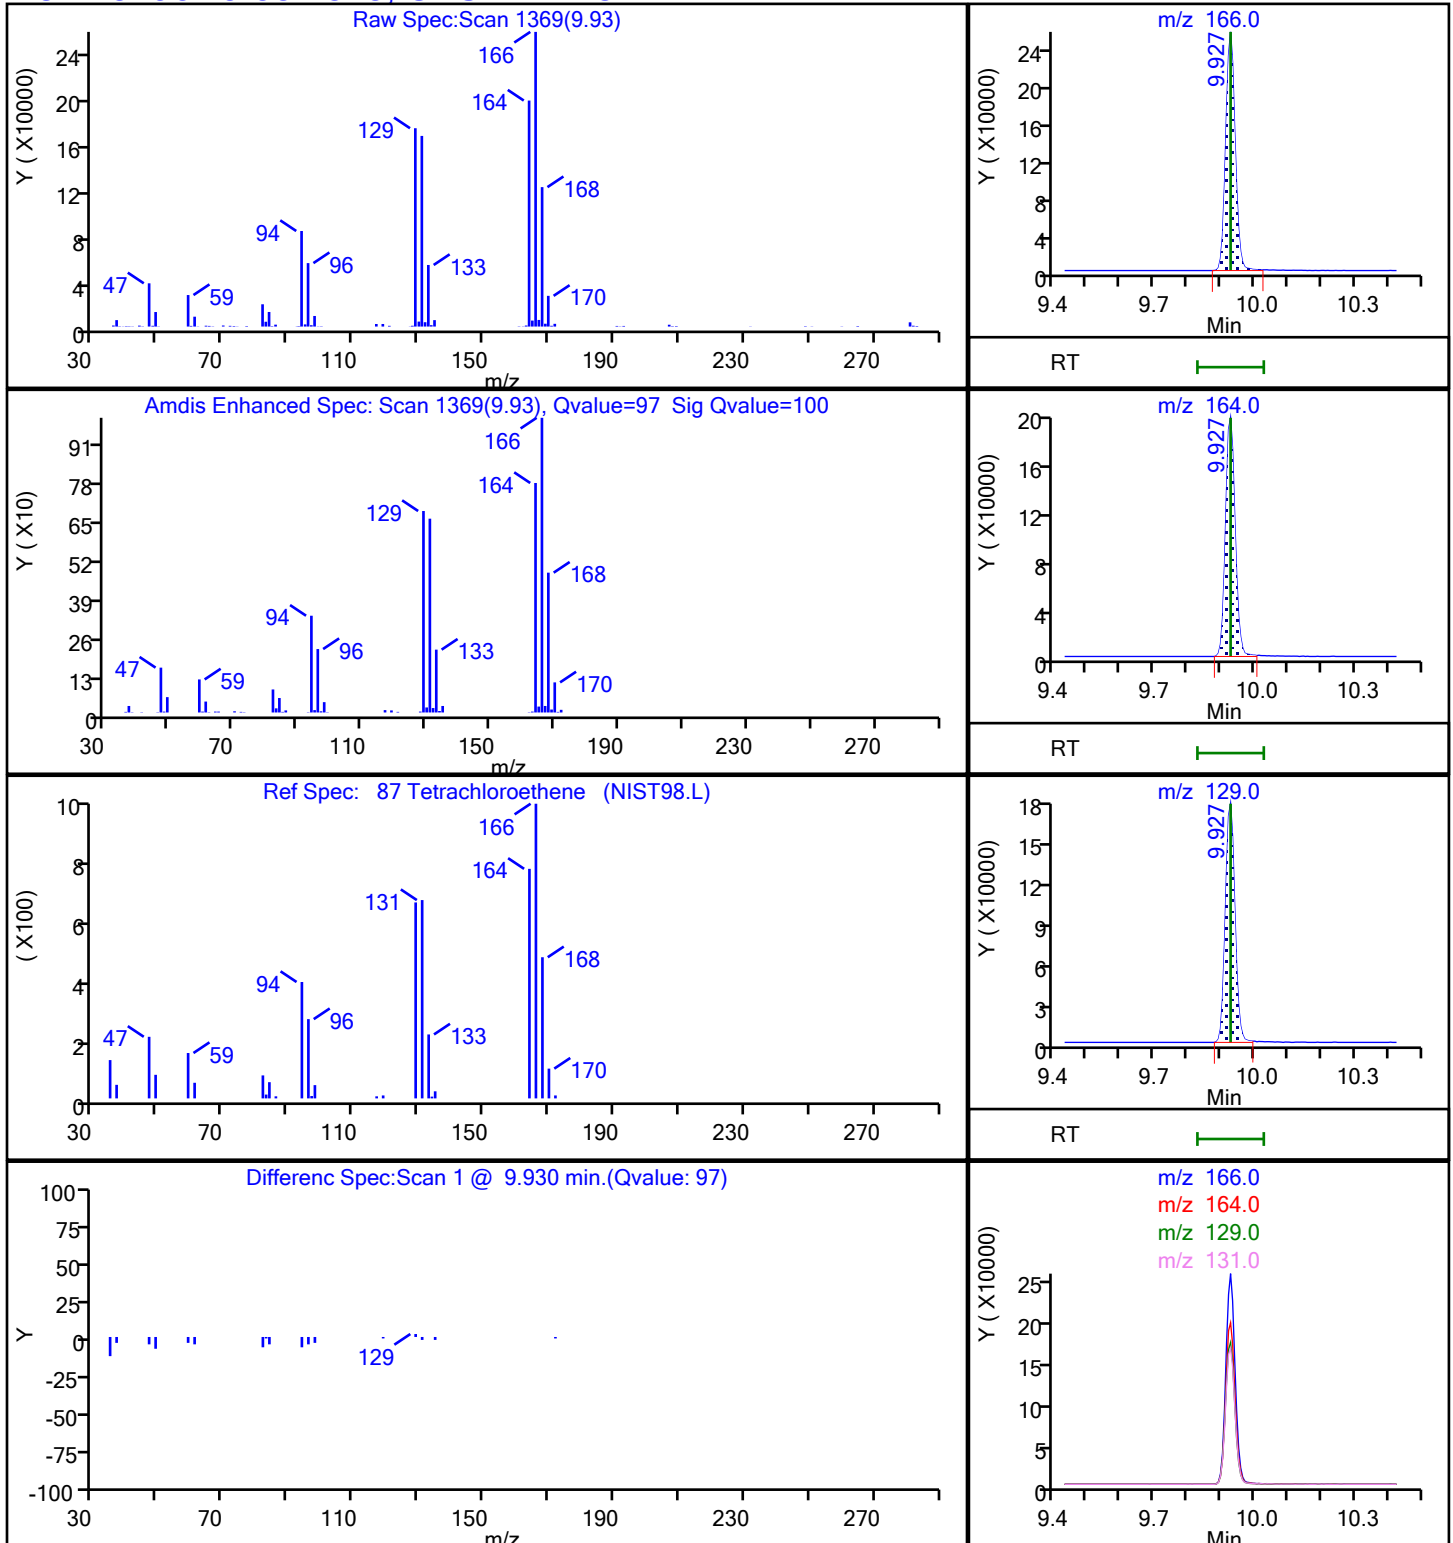 Raw Spec:Scan 1369(9.93)
Y ( X10000)
24
20
16
12
8
4
0
166
164
129
168
94
96
133
47
59
170
30 70 110 150 190 230 270
m/z
m/z 166.0
Y ( X10000)
24
20
16
12
8
4
0
9.927
9.4 9.7 10.0 10.3
Min
RT
Amdis Enhanced Spec: Scan 1369(9.93), Qvalue=97 Sig Qvalue=100
Y ( X10)
91
78
65
52
39
26
13
0
166
164
129
168
94
96
133
47
59
170
30 70 110 150 190 230 270
m/z
m/z 164.0
Y ( X10000)
20
16
12
8
4
0
9.927
9.4 9.7 10.0 10.3
Min
RT
Ref Spec: 87 Tetrachloroethene (NIST98.L)
( X100)
10
8
6
4
2
0
166
164
131
168
94
96
133
47
59
170
30 70 110 150 190 230 270
m/z 129.0
Y ( X10000)
18
15
12
9
6
3
0
9.927
9.4 9.7 10.0 10.3
Min
RT
Differenc Spec:Scan 1 @ 9.930 min.(Qvalue: 97)
Y
100
75
50
25
0
-25
-50
-75
-100
129
30 70 110 150 190 230 270
m/z
m/z 166.0
m/z 164.0
m/z 129.0
m/z 131.0
Y ( X10000)
25
20
15
10
5
0
9.4 9.7 10.0 10.3
Min